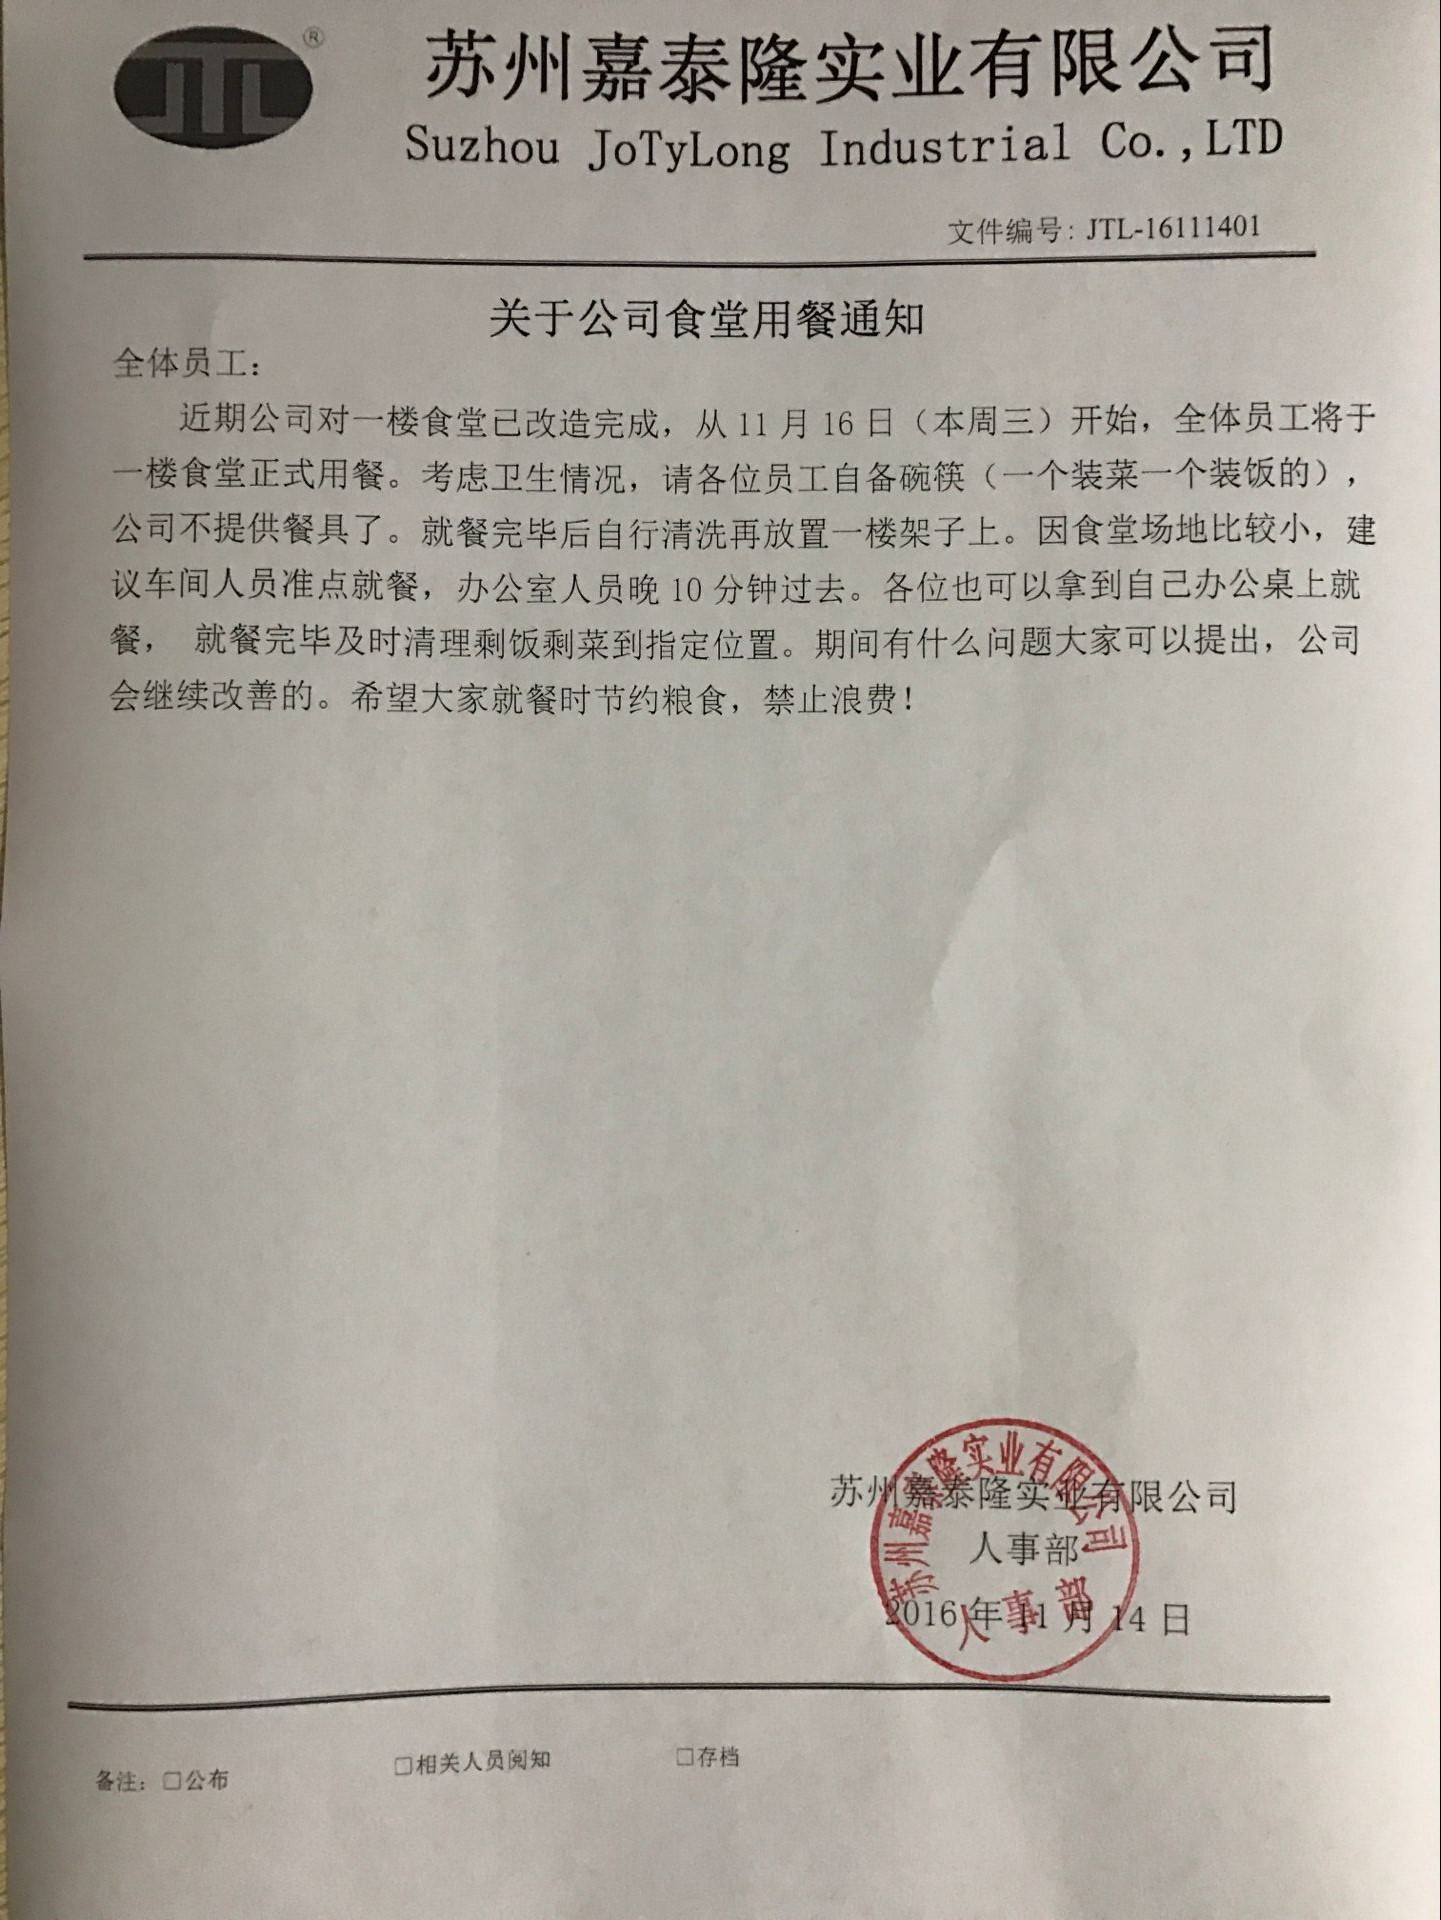 JTL ®
苏州嘉泰隆实业有限公司
Suzhou JoTyLong Industrial Co.,LTD
文件编号: JTL-16111401
关于公司食堂用餐通知
全体员工：
近期公司对一楼食堂已改造完成，从 11 月 16 日（本周三）开始，全体员工将于
一楼食堂正式用餐。考虑卫生情况，请各位员工自备碗筷（一个装菜一个装饭的），
公司不提供餐具了。就餐完毕后自行清洗再放置一楼架子上。因食堂场地比较小，建
议车间人员准点就餐，办公室人员晚 10 分钟过去。各位也可以拿到自己办公桌上就
餐， 就餐完毕及时清理剩饭剩菜到指定位置。期间有什么问题大家可以提出，公司
会继续改善的。希望大家就餐时节约粮食，禁止浪费！
苏州嘉泰隆实业有限公司
人事部
2016 年 11 月 14 日
苏州嘉泰隆实业有限公司
人事部
备注：□公布 □相关人员阅知 □存档